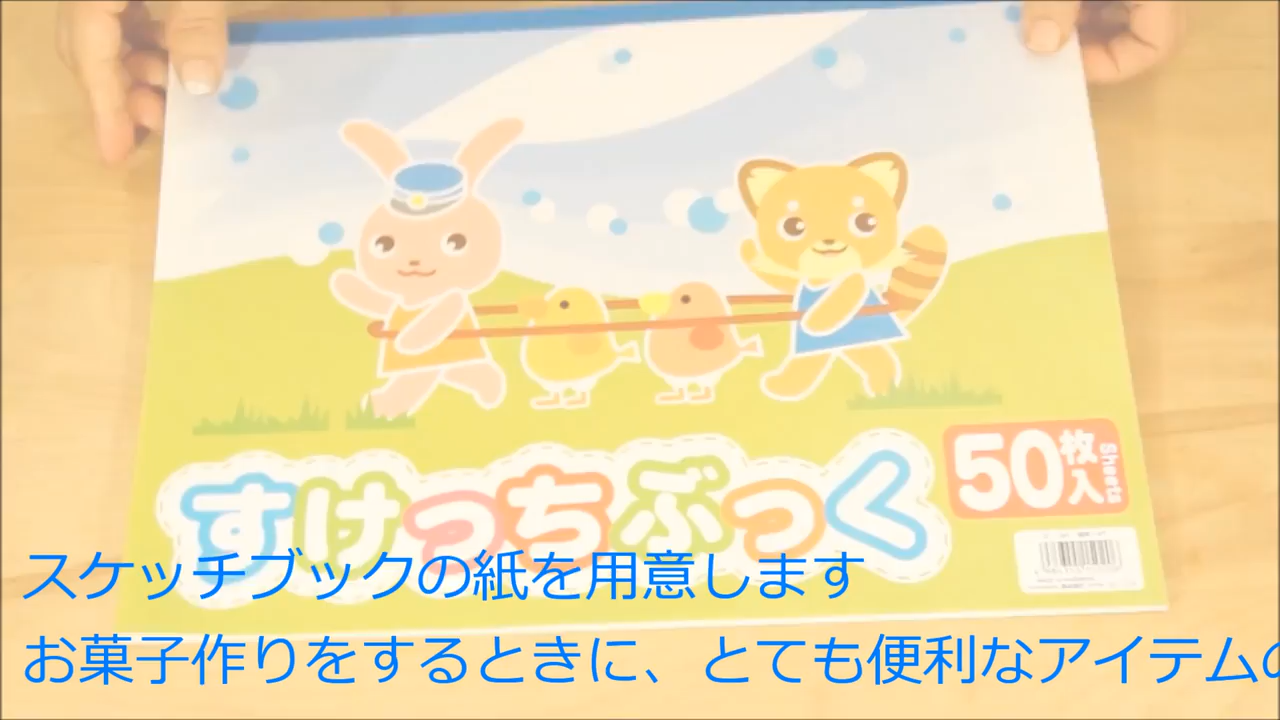 50枚入
Sheets
すけっちぶっく
スケッチブックの紙を用意します
お菓子作りをするときに、とても便利なアイテムの